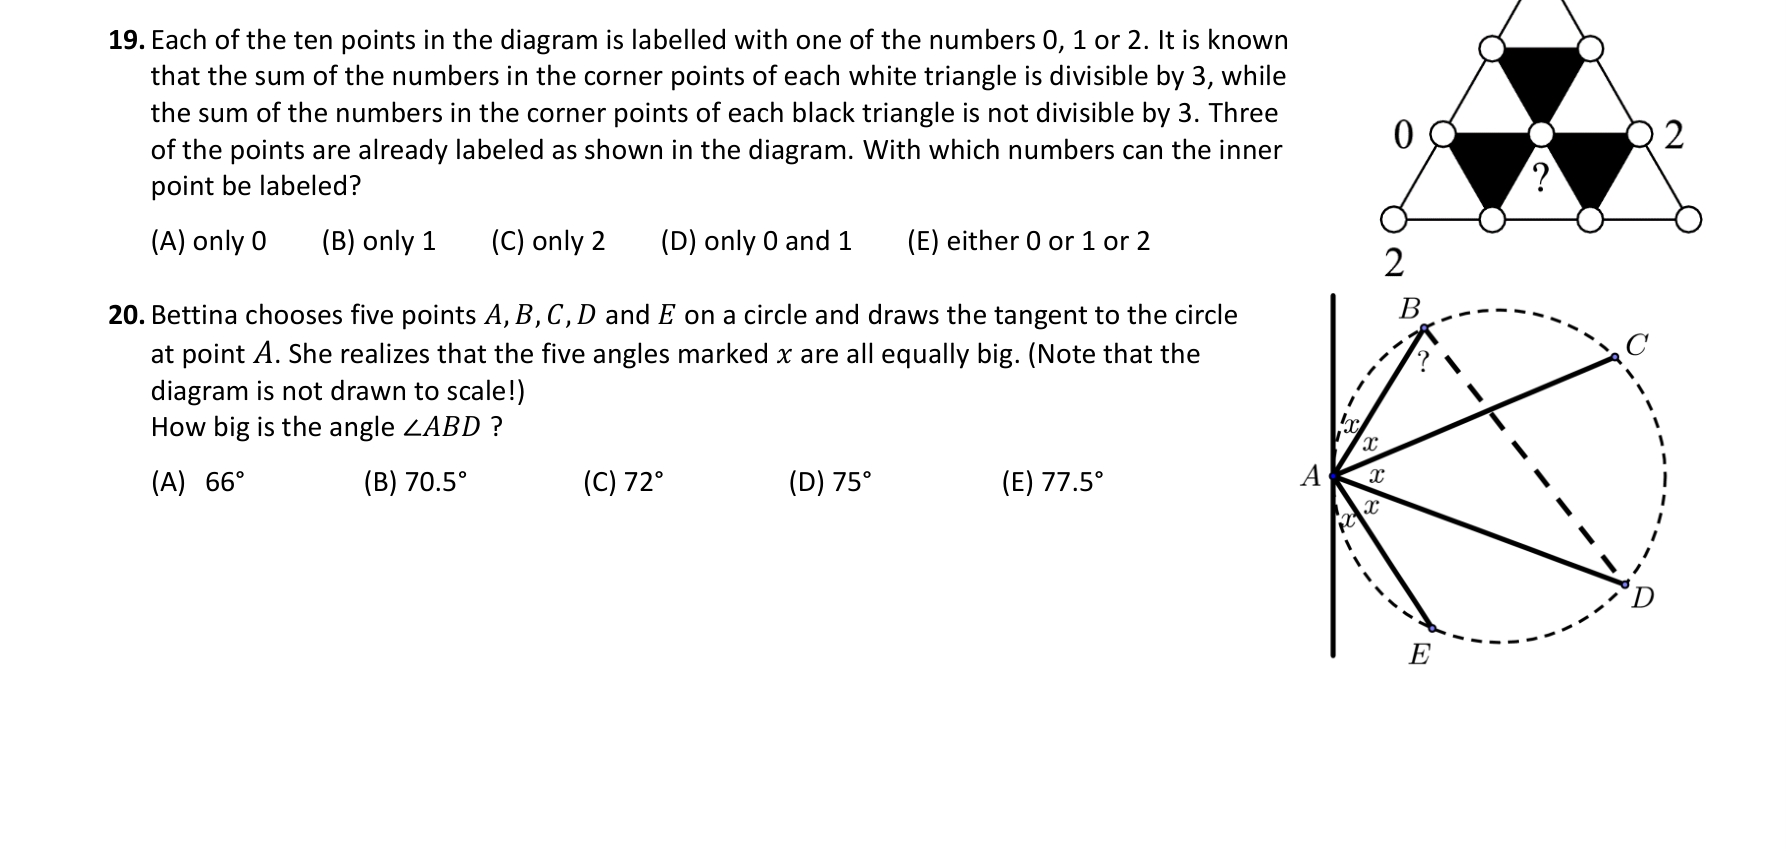 19. Each of the ten points in the diagram is labelled with one of the numbers 0, 1 or 2. It is known
that the sum of the numbers in the corner points of each white triangle is divisible by 3, while
the sum of the numbers in the corner points of each black triangle is not divisible by 3. Three
of the points are already labeled as shown in the diagram. With which numbers can the inner
point be labeled?
(A) only 0 (B) only 1 (C) only 2 (D) only 0 and 1 (E) either 0 or 1 or 2
0 2
?
2
20. Bettina chooses five points A, B, C, D and E on a circle and draws the tangent to the circle
at point A. She realizes that the five angles marked x are all equally big. (Note that the
diagram is not drawn to scale!)
How big is the angle ∠ABD ?
(A) 66° (B) 70.5° (C) 72° (D) 75° (E) 77.5°
B
C
?
x
x
A x
x
x
D
E